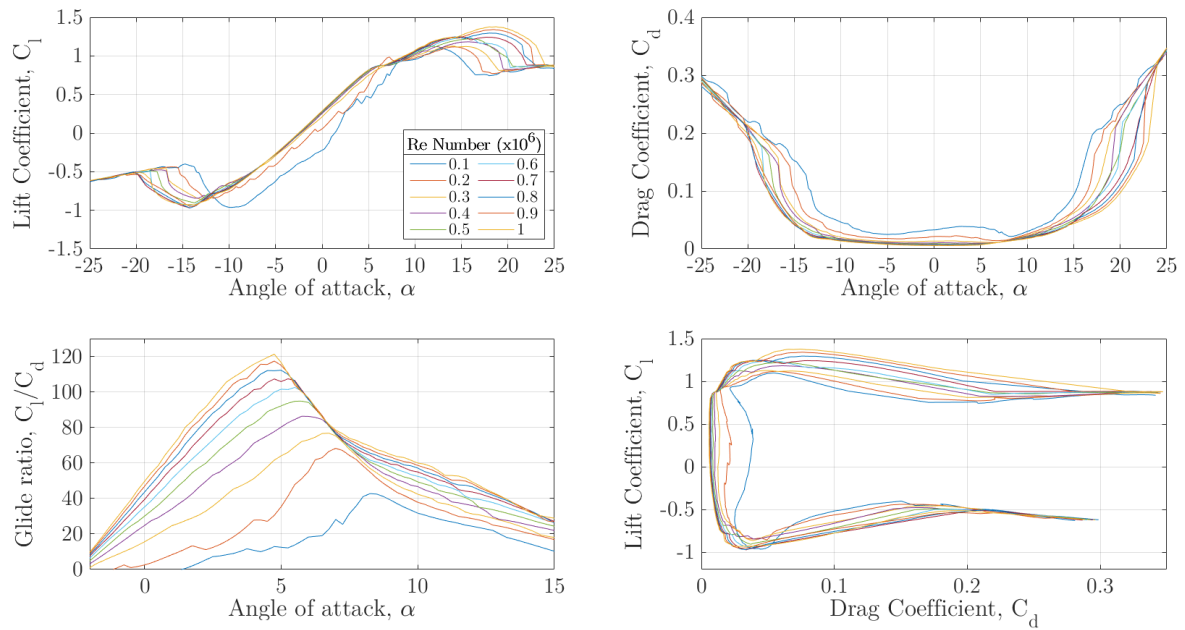 1.5
1
0.5
0
-0.5
-1
-1.5
Lift Coefficient, C_l
-25 -20 -15 -10 -5 0 5 10 15 20 25
Angle of attack, α
Re Number (x10^6)
0.1 0.6
0.2 0.7
0.3 0.8
0.4 0.9
0.5 1
0.4
0.3
0.2
0.1
0
Drag Coefficient, C_d
-25 -20 -15 -10 -5 0 5 10 15 20 25
Angle of attack, α
120
100
80
60
40
20
0
Glide ratio, C_l/C_d
0 5 10 15
Angle of attack, α
1.5
1
0.5
0
-0.5
-1
Lift Coefficient, C_l
0 0.1 0.2 0.3
Drag Coefficient, C_d